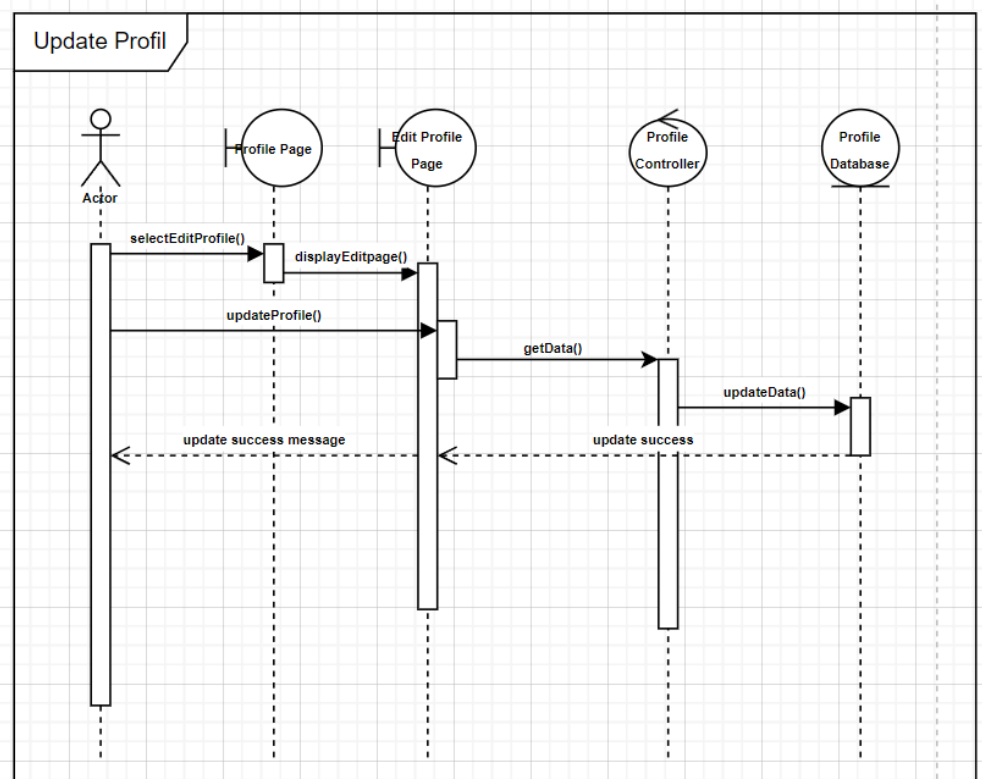 Update Profil
Profile Page
Edit Profile
Page
Profile
Controller
Profile
Database
Actor
selectEditProfile()
displayEditpage()
updateProfile()
getData()
updateData()
update success message
update success